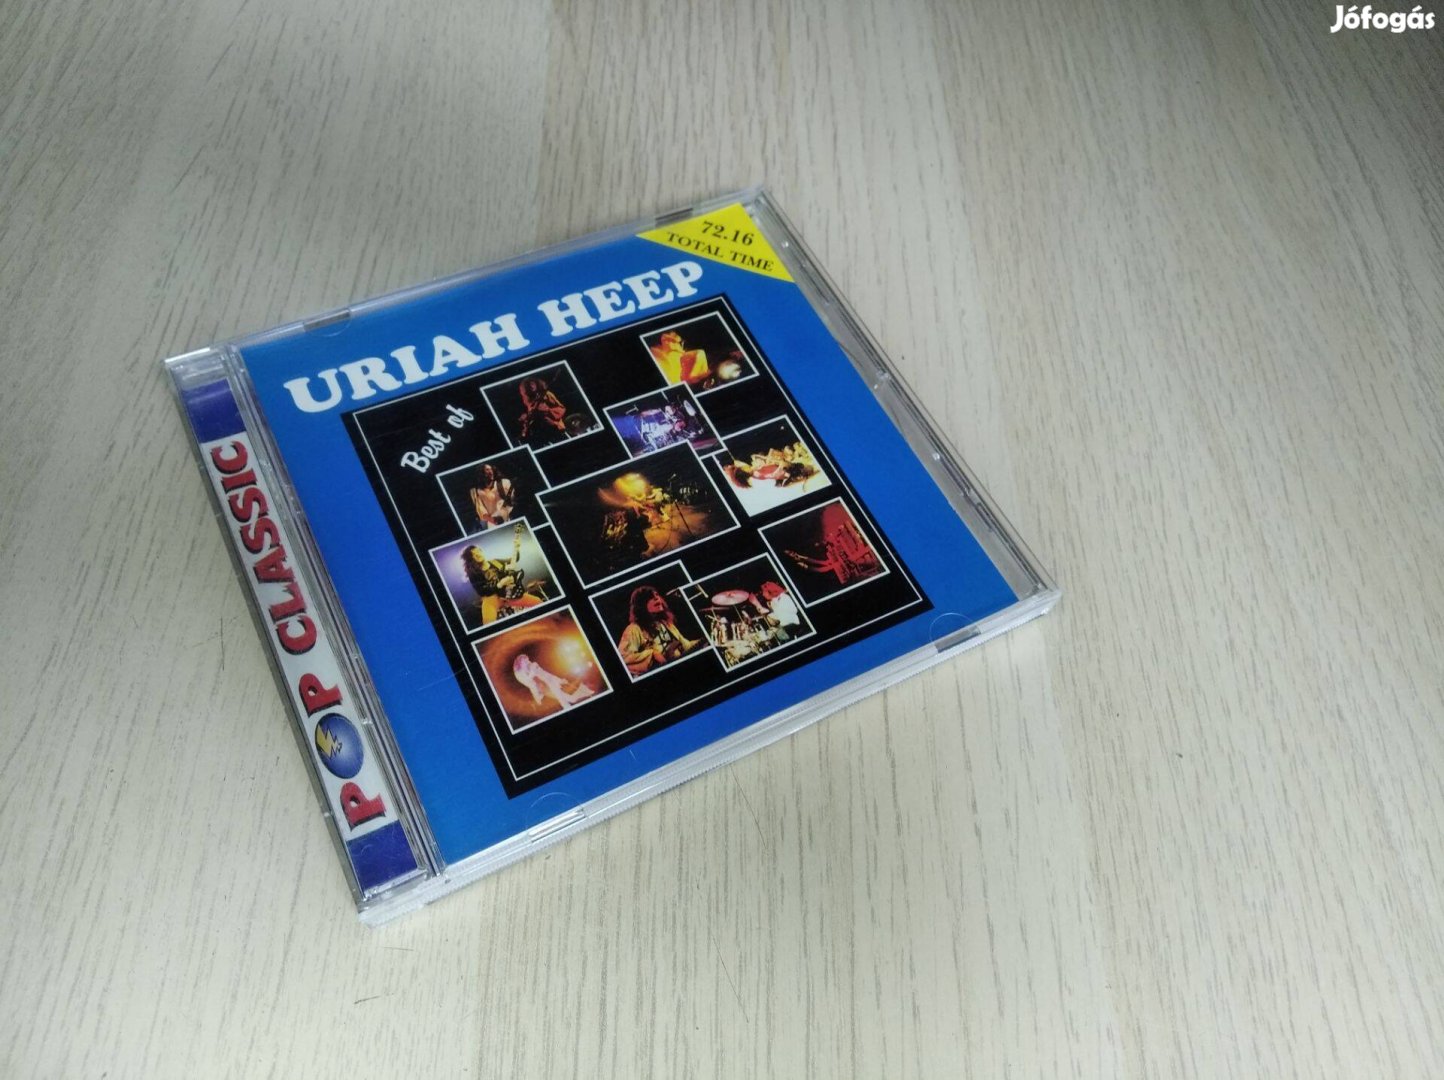 Jófogás
72.16
TOTAL TIME
URIAH HEEP
Best of
POP CLASSIC